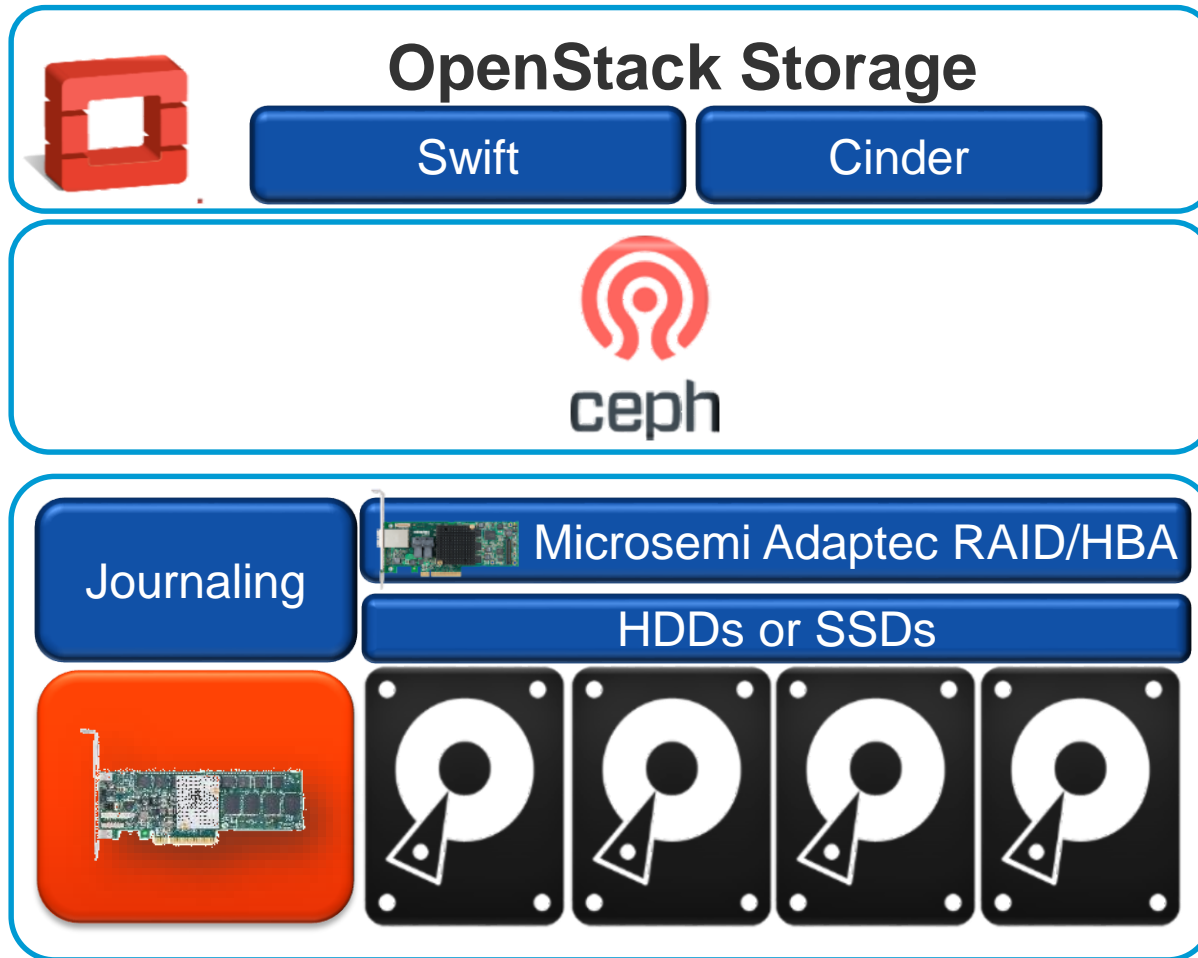 OpenStack Storage
Swift
Cinder
ceph
Journaling
Microsemi Adaptec RAID/HBA
HDDs or SSDs